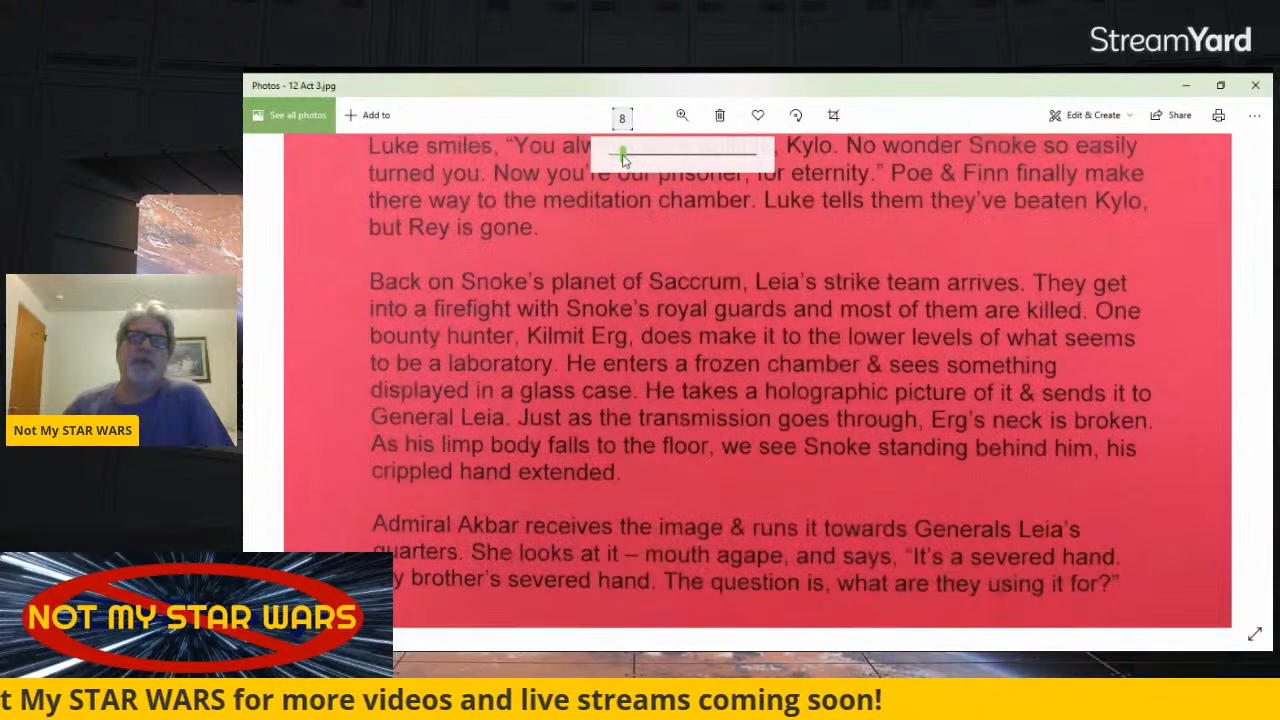 StreamYard
Photos - 12 Act 3.jpg
See all photos
Add to
8
Edit & Create
Share
Luke smiles, “You alw , Kylo. No wonder Snoke so easily
turned you. Now you're our prisoner, for eternity.” Poe & Finn finally make
there way to the meditation chamber. Luke tells them they've beaten Kylo,
but Rey is gone.
Back on Snoke's planet of Saccrum, Leia's strike team arrives. They get
into a firefight with Snoke's royal guards and most of them are killed. One
bounty hunter, Kilmit Erg, does make it to the lower levels of what seems
to be a laboratory. He enters a frozen chamber & sees something
displayed in a glass case. He takes a holographic picture of it & sends it to
General Leia. Just as the transmission goes through, Erg's neck is broken.
As his limp body falls to the floor, we see Snoke standing behind him, his
crippled hand extended.
Admiral Akbar receives the image & runs it towards Generals Leia's
quarters. She looks at it – mouth agape, and says, “It's a severed hand.
y brother's severed hand. The question is, what are they using it for?”
Not My STAR WARS
NOT MY STAR WARS
t My STAR WARS for more videos and live streams coming soon!